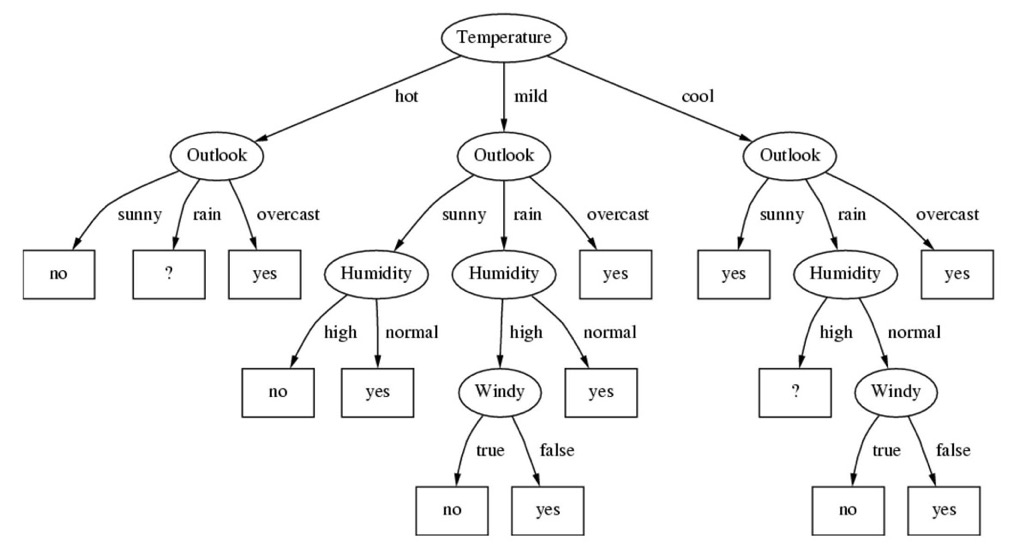 Temperature
hot mild cool
Outlook Outlook Outlook
sunny rain overcast sunny rain overcast sunny rain overcast
no ? yes Humidity Humidity yes yes Humidity yes
high normal high normal high normal
no yes Windy yes ? Windy
true false true false
no yes no yes